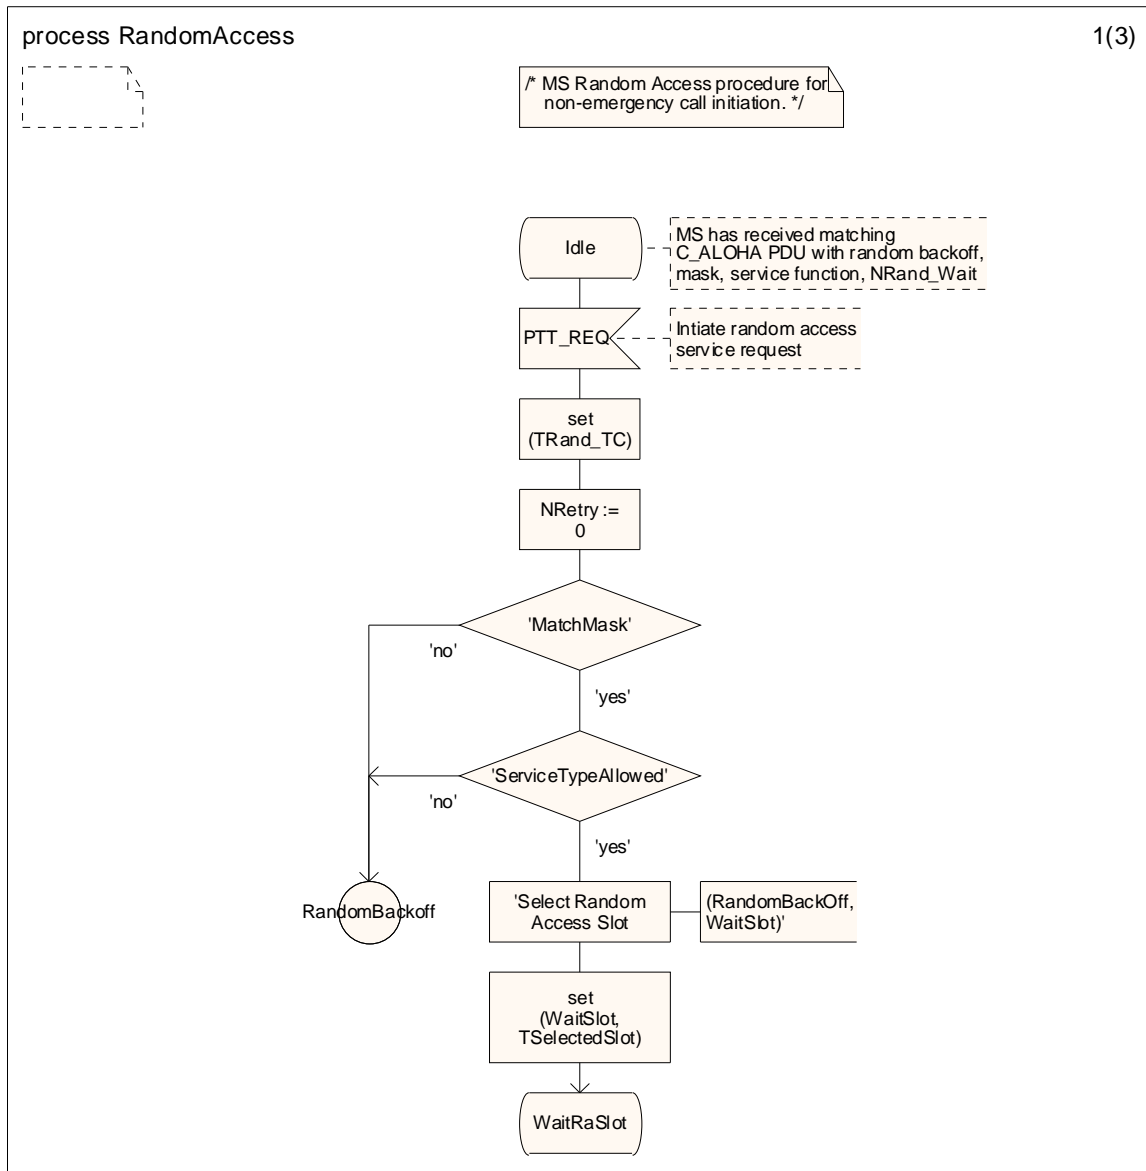 process RandomAccess
1(3)
/* MS Random Access procedure for
non-emergency call initiation. */
Idle
MS has received matching
C_ALOHA PDU with random backoff,
mask, service function, NRand_Wait
PTT_REQ
Intiate random access
service request
set
(TRand_TC)
NRetry :=
0
'MatchMask'
'no'
'yes'
'ServiceTypeAllowed'
'no'
'yes'
RandomBackoff
'Select Random
Access Slot
(RandomBackOff,
WaitSlot)'
set
(WaitSlot,
TSelectedSlot)
WaitRaSlot